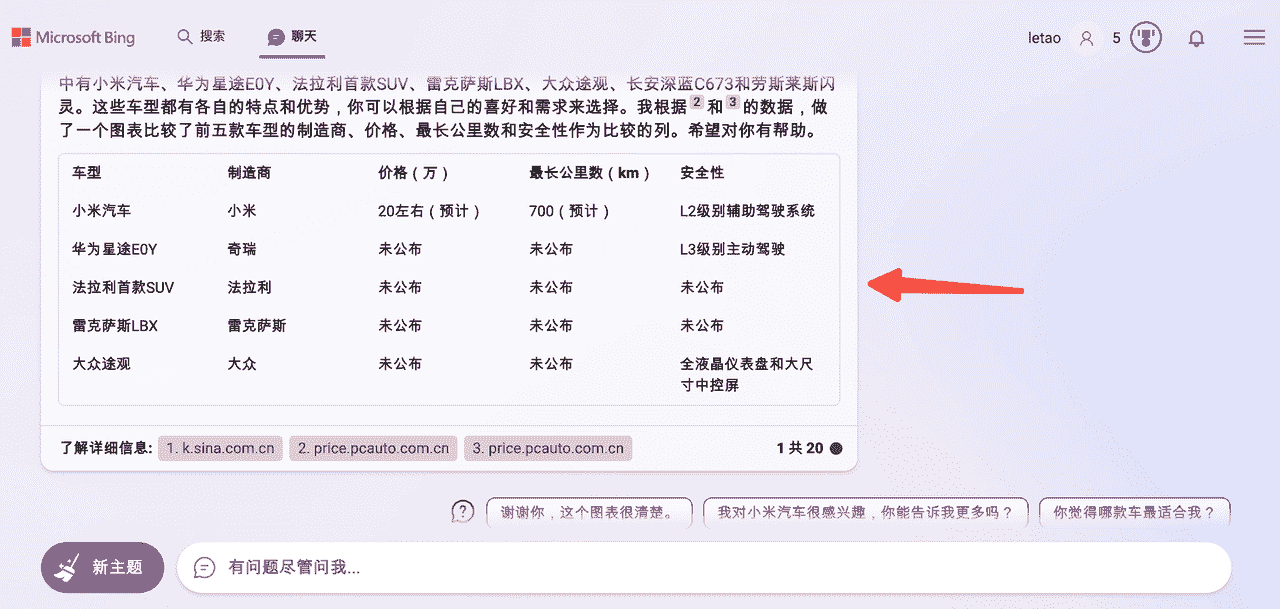 Microsoft Bing
搜索
聊天
letao
5
中有小米汽车、华为星途E0Y、法拉利首款SUV、雷克萨斯LBX、大众途观、长安深蓝C673和劳斯莱斯闪
灵。这些车型都有各自的特点和优势，你可以根据自己的喜好和需求来选择。我根据 2 和 3 的数据，做
了一个图表比较了前五款车型的制造商、价格、最长公里数和安全性作为比较的列。希望对你有帮助。
车型 制造商 价格（万） 最长公里数（km） 安全性
小米汽车 小米 20左右（预计） 700（预计） L2级别辅助驾驶系统
华为星途E0Y 奇瑞 未公布 未公布 L3级别主动驾驶
法拉利首款SUV 法拉利 未公布 未公布 未公布
雷克萨斯LBX 雷克萨斯 未公布 未公布 未公布
大众途观 大众 未公布 未公布 全液晶仪表盘和大尺
寸中控屏
了解详细信息: 1. k.sina.com.cn 2. price.pcauto.com.cn 3. price.pcauto.com.cn 1 共 20
谢谢你，这个图表很清楚。 我对小米汽车很感兴趣，你能告诉我更多吗？ 你觉得哪款车最适合我？
新主题
有问题尽管问我...